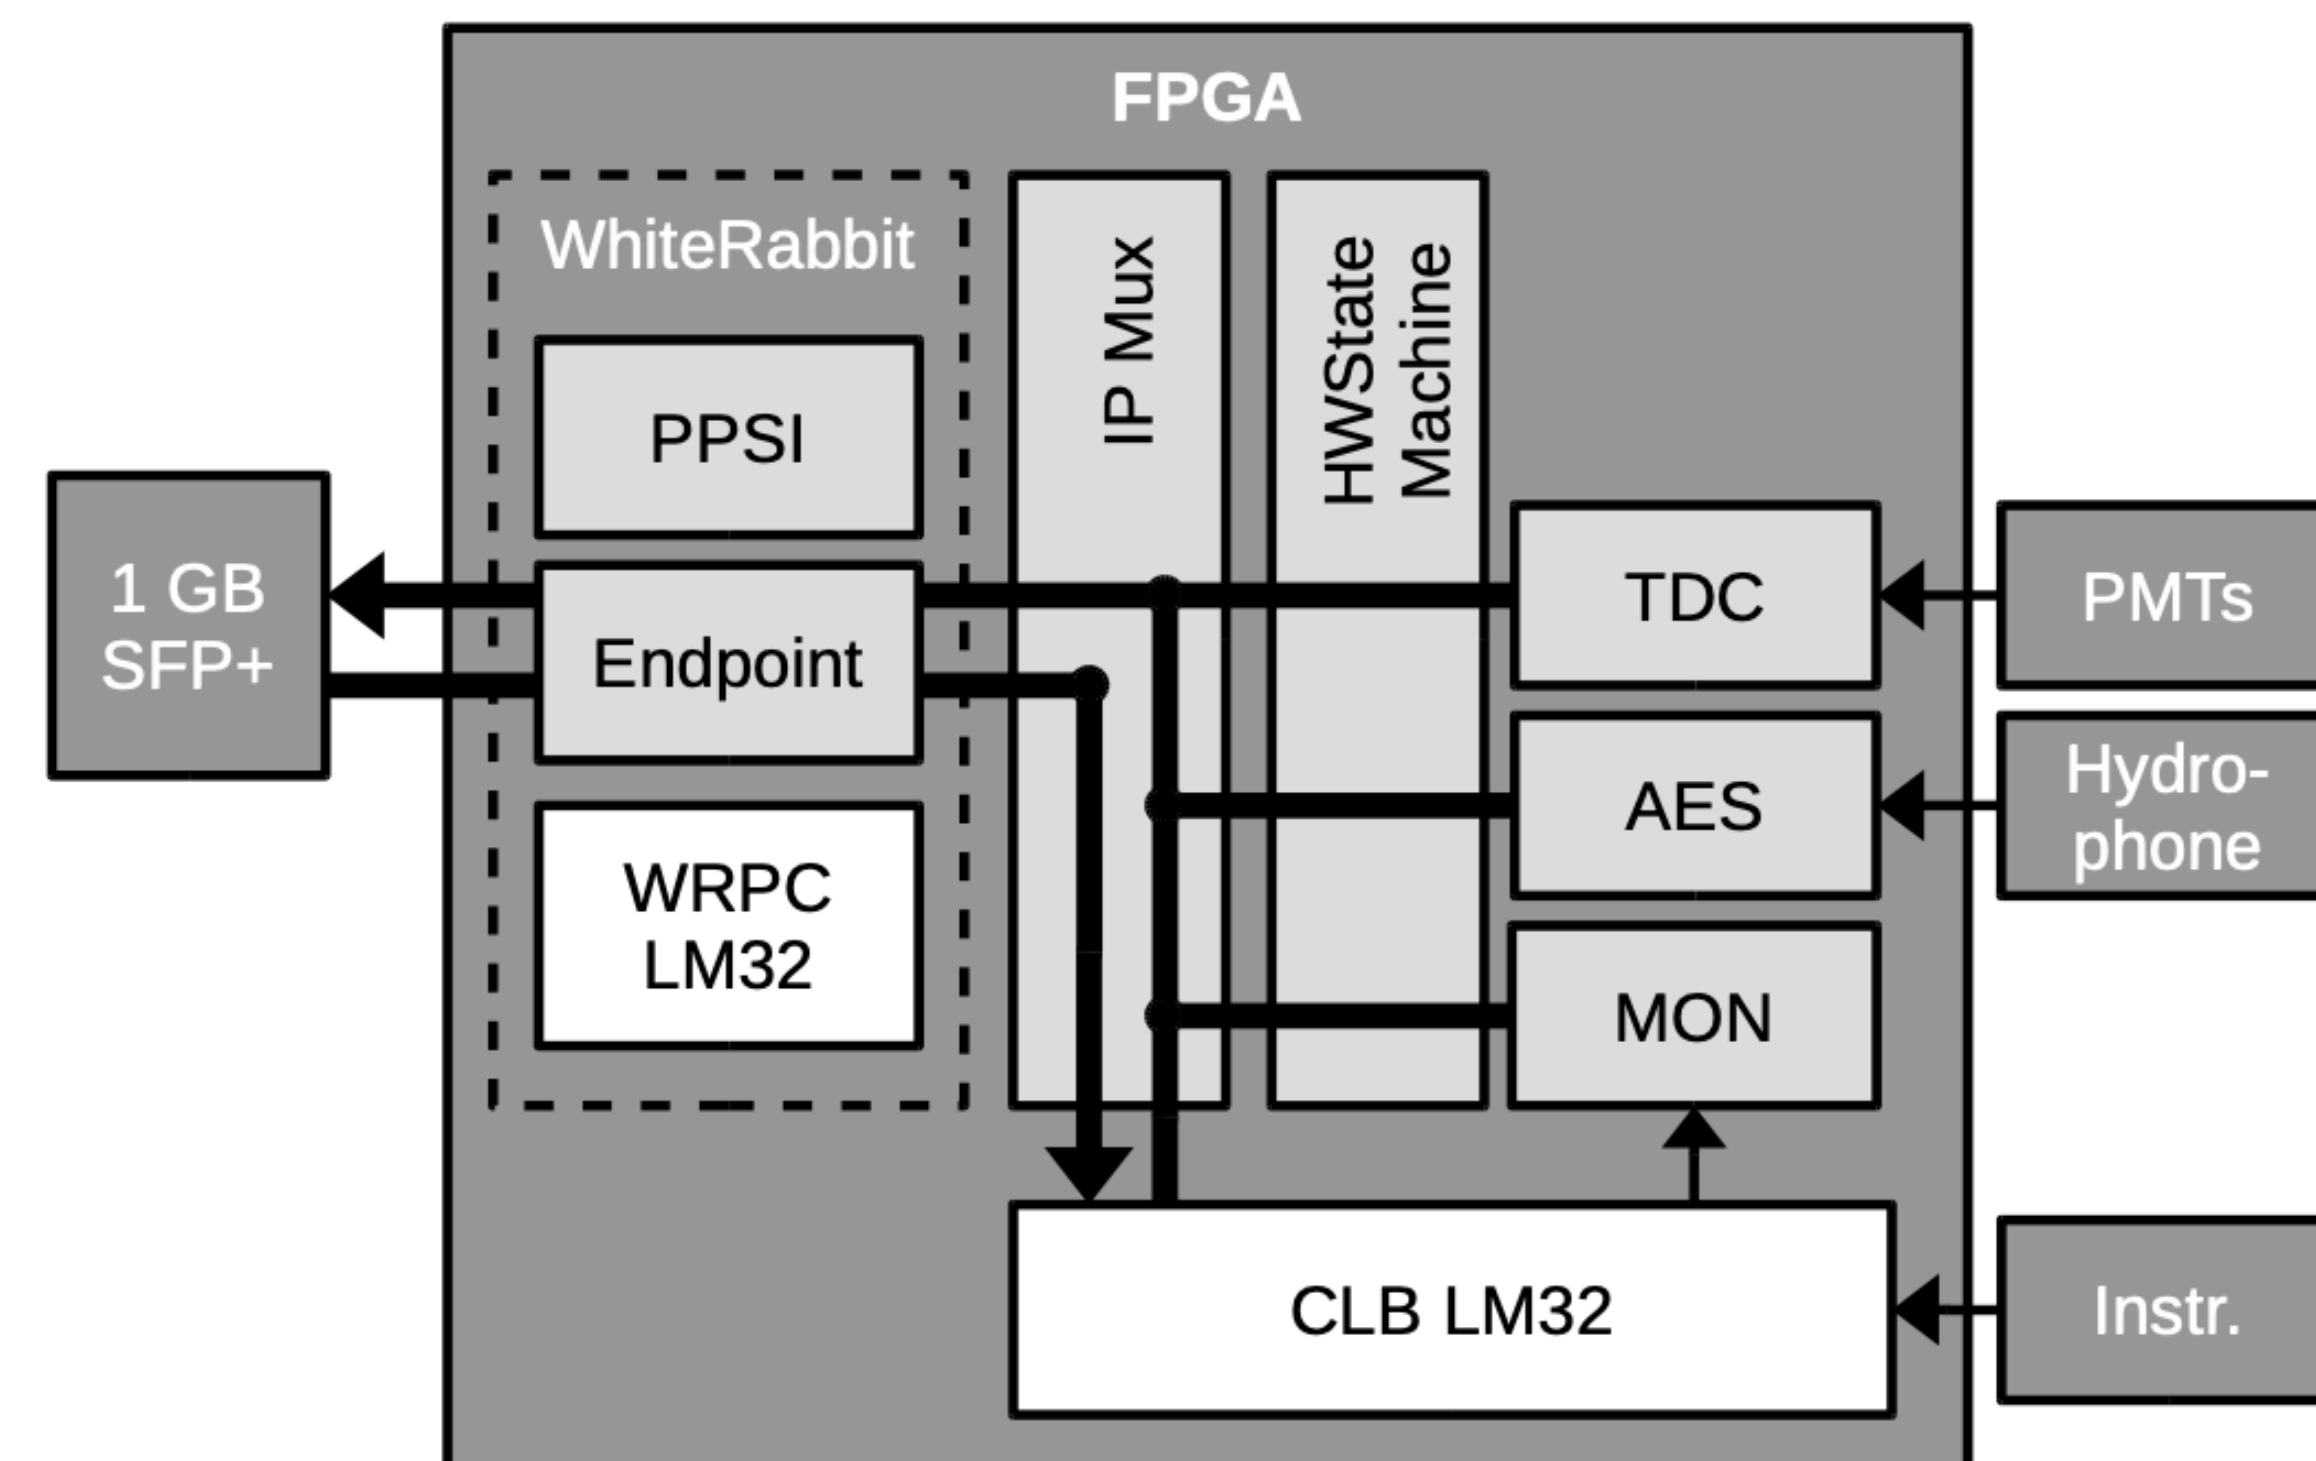 FPGA
WhiteRabbit
PPSI
Endpoint
WRPC
LM32
IP Mux
HWState
Machine
1 GB
SFP+
TDC
AES
MON
CLB LM32
PMTs
Hydro-
phone
Instr.